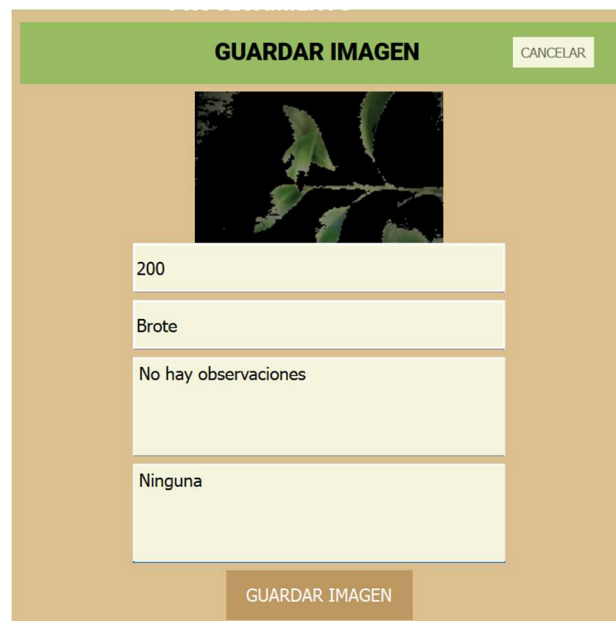 GUARDAR IMAGEN
CANCELAR
200
Brote
No hay observaciones
Ninguna
GUARDAR IMAGEN